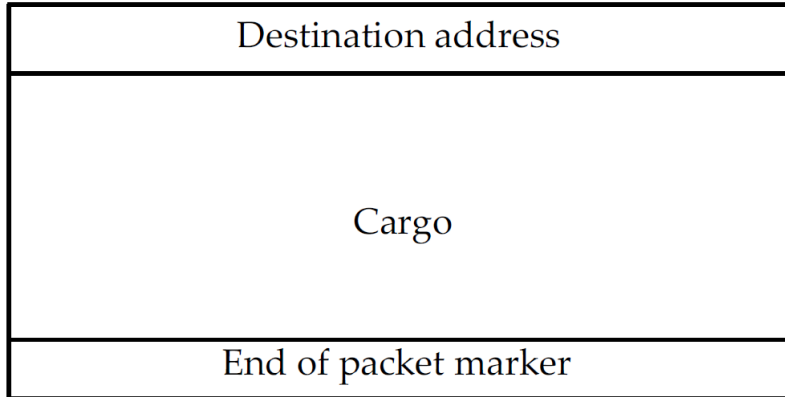 Destination address
Cargo
End of packet marker